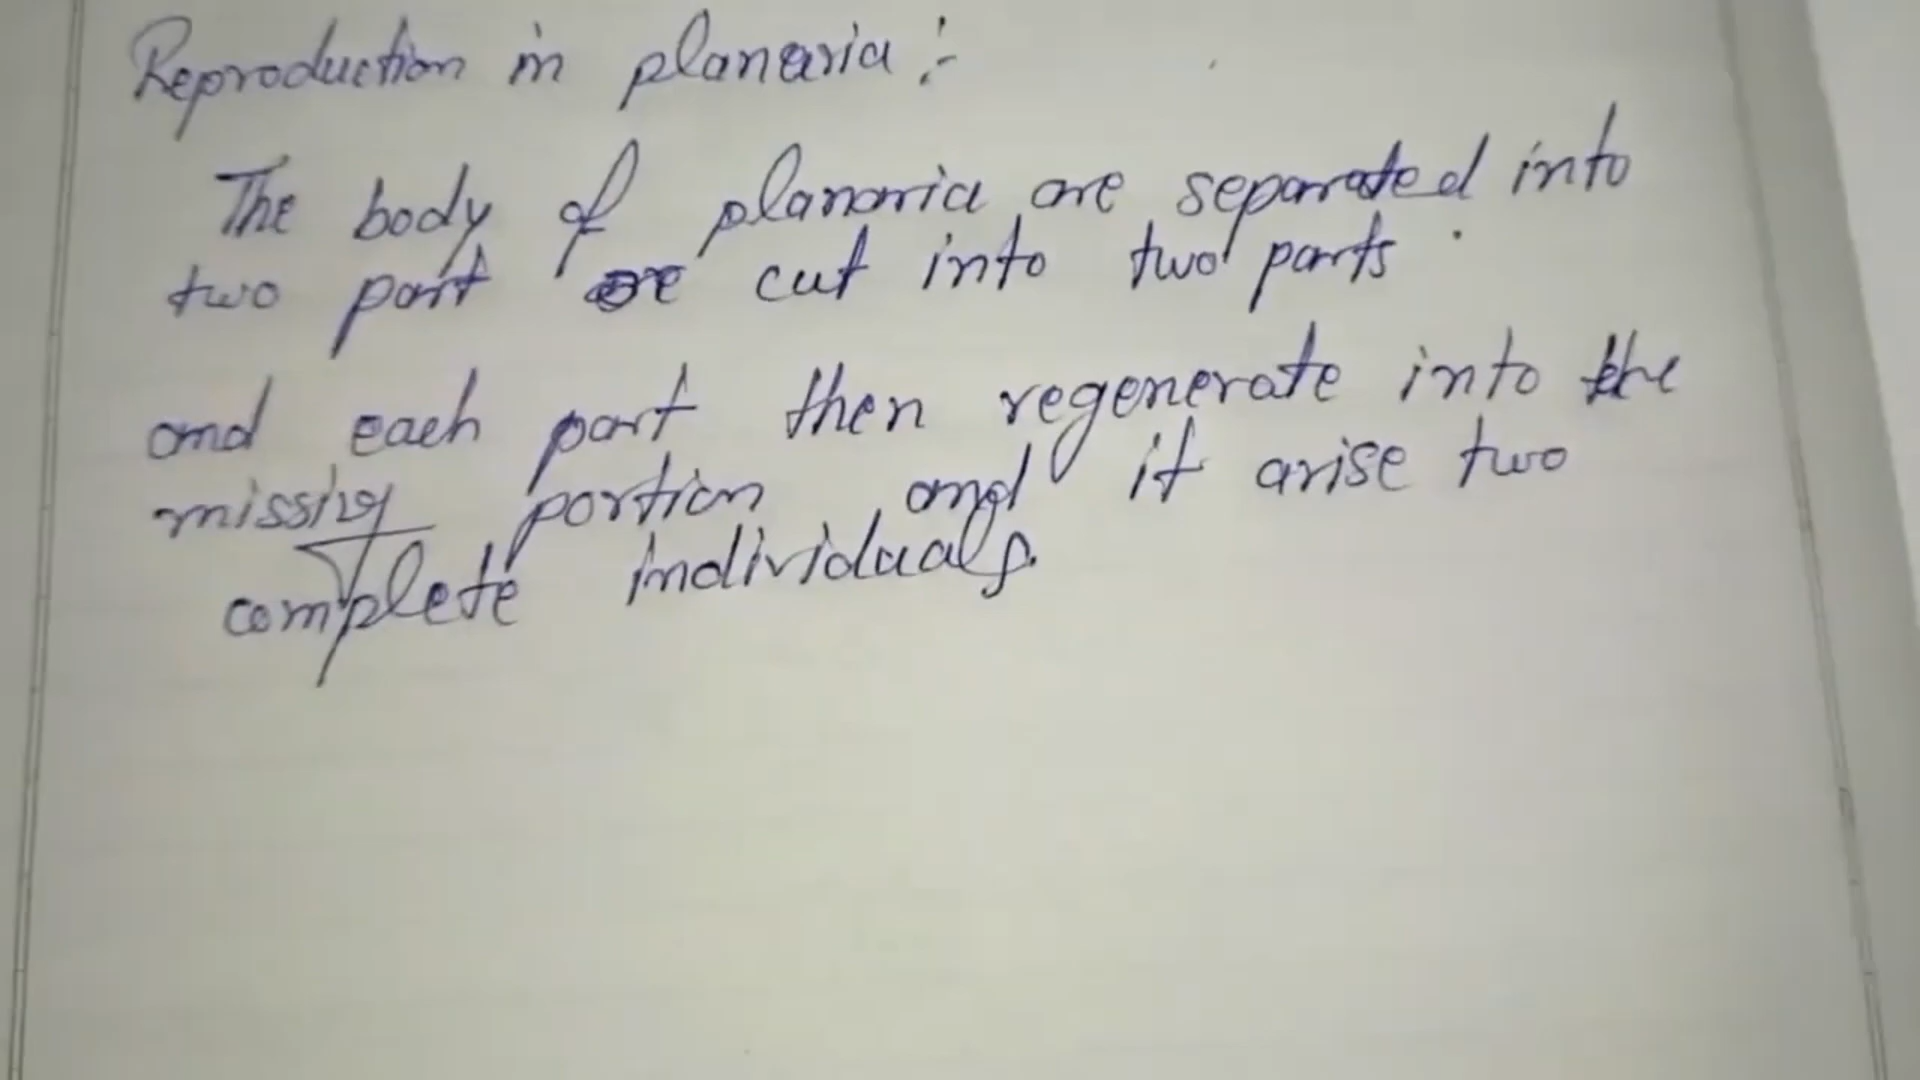 Reproduction in planaria :-
The body of planaria are separated into
two part or cut into two parts.
and each part then regenerate into the
missing portion and it arise two
complete individuals.